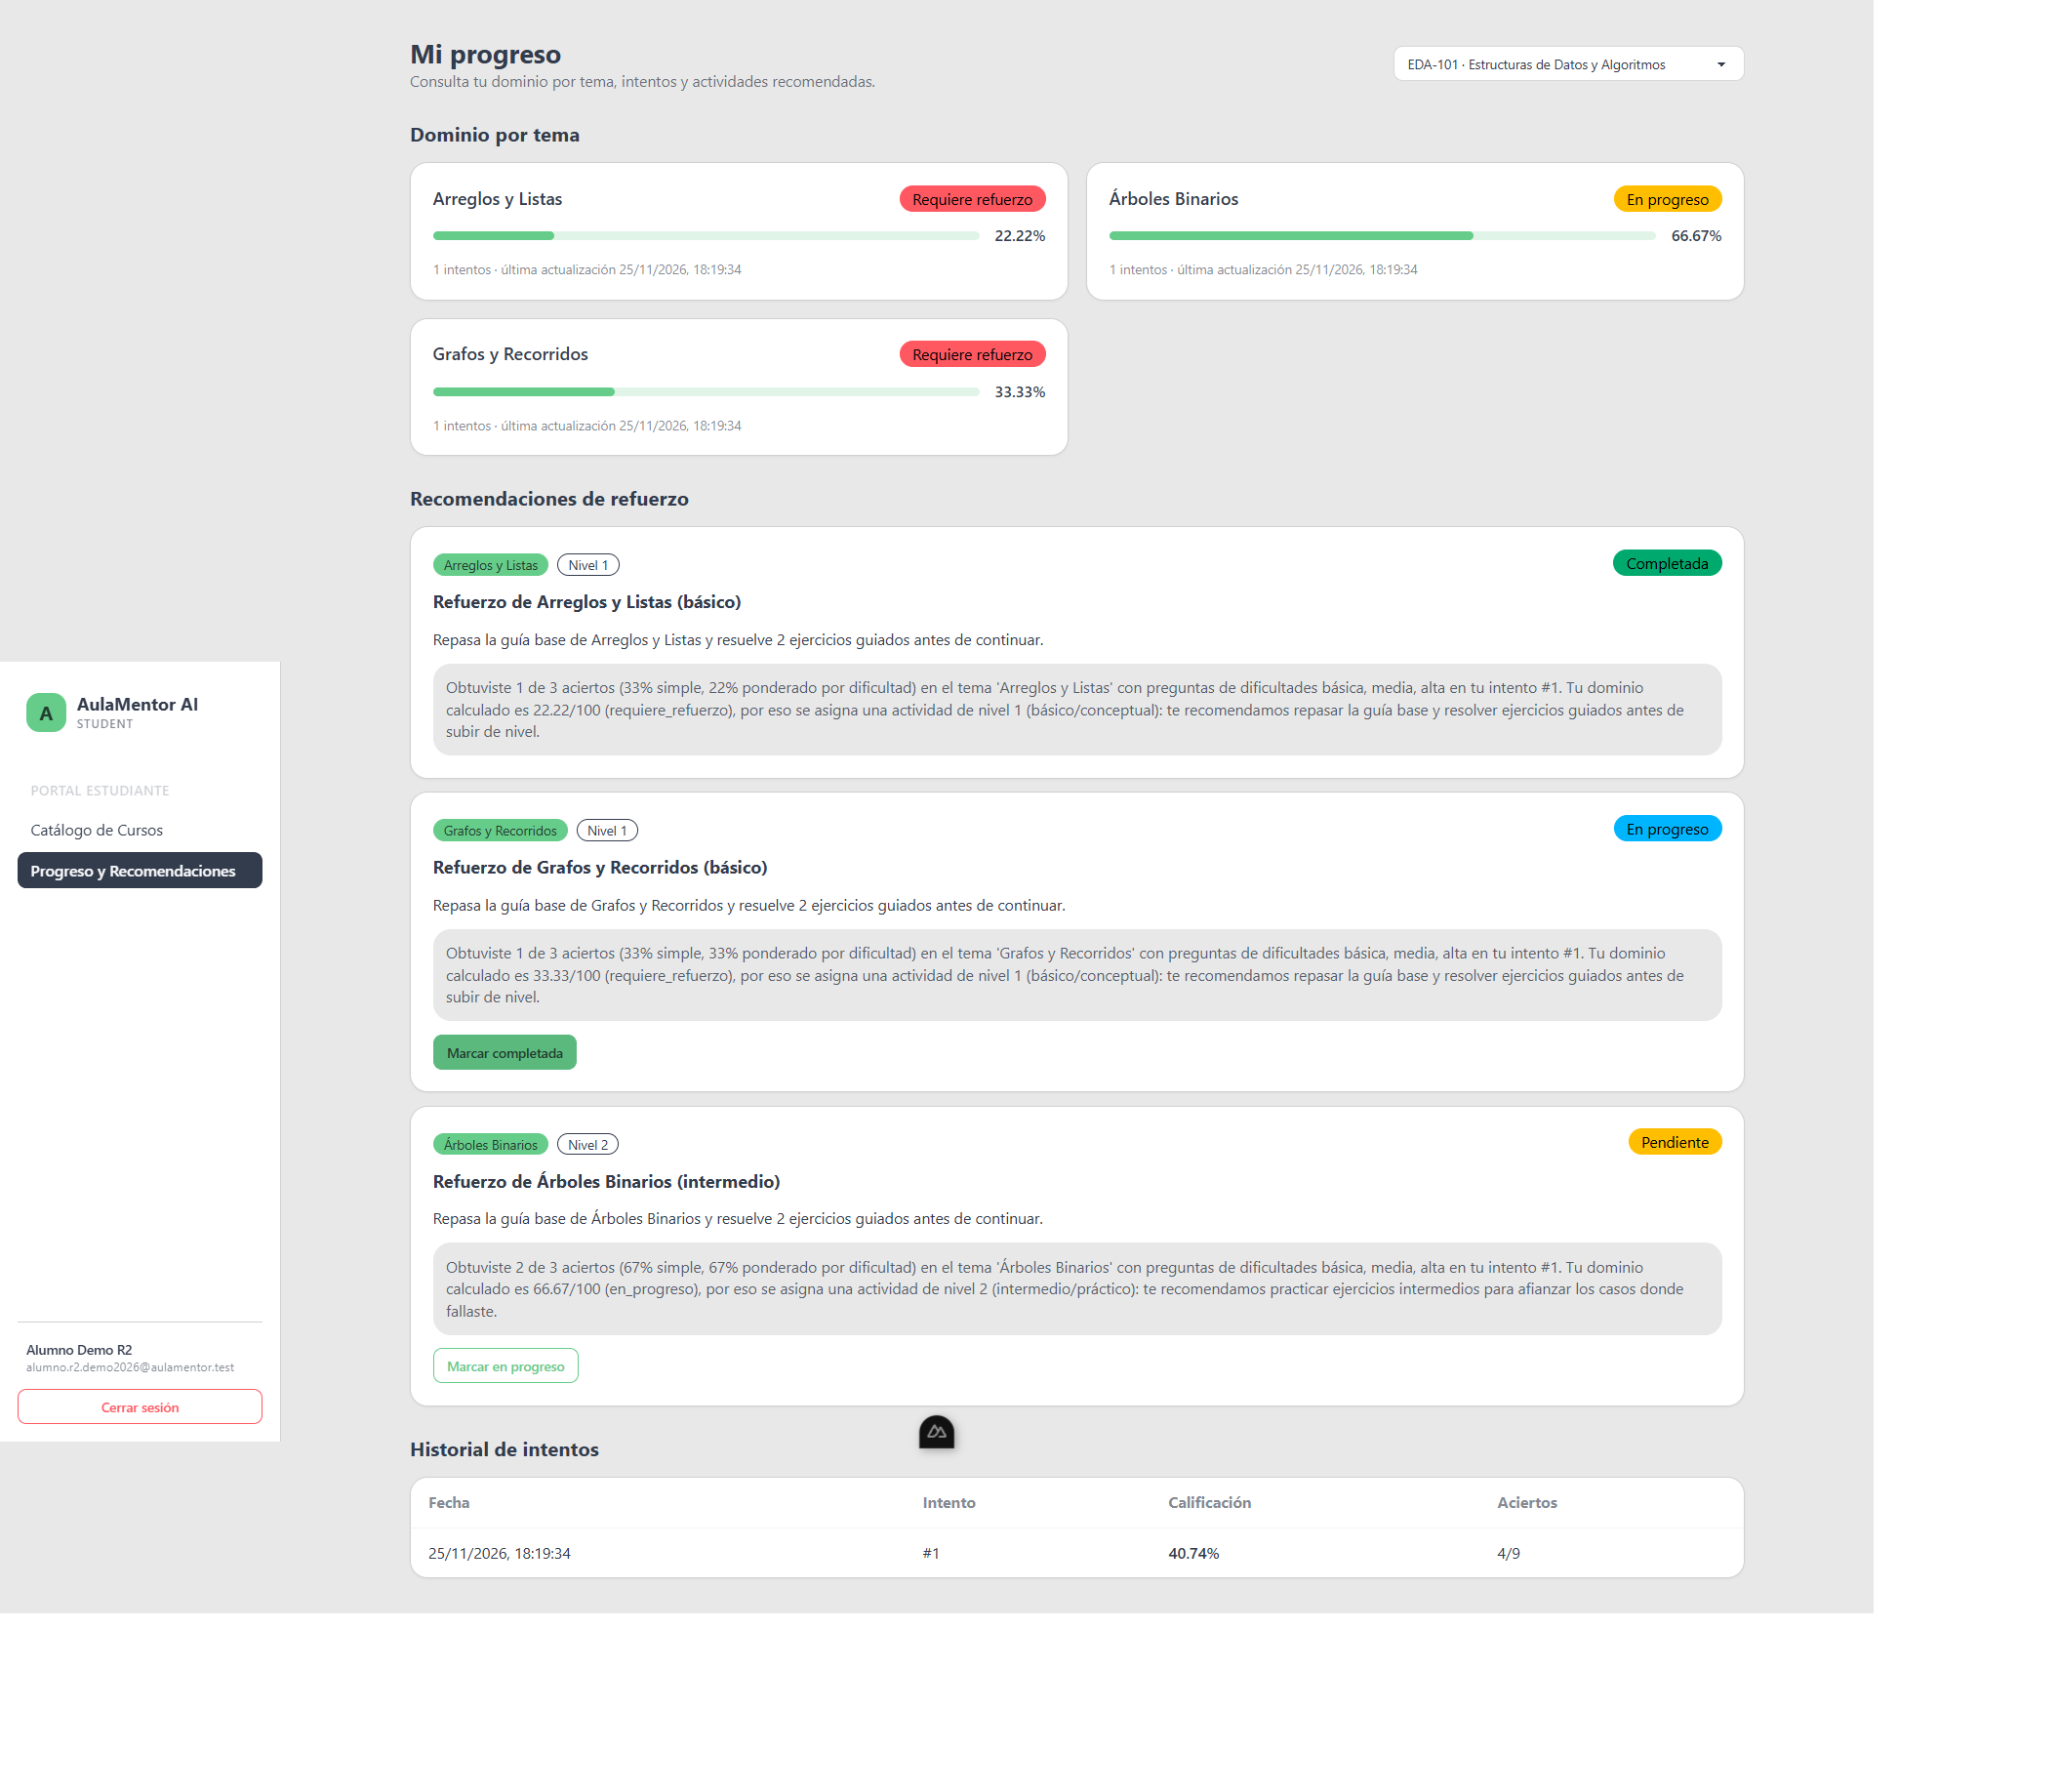 Mi progreso
Consulta tu dominio por tema, intentos y actividades recomendadas.
EDA-101 · Estructuras de Datos y Algoritmos
Dominio por tema
Arreglos y Listas
Requiere refuerzo
22.22%
1 intentos · última actualización 25/11/2026, 18:19:34
Árboles Binarios
En progreso
66.67%
1 intentos · última actualización 25/11/2026, 18:19:34
Grafos y Recorridos
Requiere refuerzo
33.33%
1 intentos · última actualización 25/11/2026, 18:19:34
Recomendaciones de refuerzo
Arreglos y Listas
Nivel 1
Completada
Refuerzo de Arreglos y Listas (básico)
Repasa la guía base de Arreglos y Listas y resuelve 2 ejercicios guiados antes de continuar.
Obtuviste 1 de 3 aciertos (33% simple, 22% ponderado por dificultad) en el tema 'Arreglos y Listas' con preguntas de dificultades básica, media, alta en tu intento #1. Tu dominio
calculado es 22.22/100 (requiere_refuerzo), por eso se asigna una actividad de nivel 1 (básico/conceptual): te recomendamos repasar la guía base y resolver ejercicios guiados antes de
subir de nivel.
Grafos y Recorridos
Nivel 1
En progreso
Refuerzo de Grafos y Recorridos (básico)
Repasa la guía base de Grafos y Recorridos y resuelve 2 ejercicios guiados antes de continuar.
Obtuviste 1 de 3 aciertos (33% simple, 33% ponderado por dificultad) en el tema 'Grafos y Recorridos' con preguntas de dificultades básica, media, alta en tu intento #1. Tu dominio
calculado es 33.33/100 (requiere_refuerzo), por eso se asigna una actividad de nivel 1 (básico/conceptual): te recomendamos repasar la guía base y resolver ejercicios guiados antes de
subir de nivel.
Marcar completada
Árboles Binarios
Nivel 2
Pendiente
Refuerzo de Árboles Binarios (intermedio)
Repasa la guía base de Árboles Binarios y resuelve 2 ejercicios guiados antes de continuar.
Obtuviste 2 de 3 aciertos (67% simple, 67% ponderado por dificultad) en el tema 'Árboles Binarios' con preguntas de dificultades básica, media, alta en tu intento #1. Tu dominio
calculado es 66.67/100 (en_progreso), por eso se asigna una actividad de nivel 2 (intermedio/práctico): te recomendamos practicar ejercicios intermedios para afianzar los casos donde
fallaste.
Marcar en progreso
Historial de intentos
Fecha
Intento
Calificación
Aciertos
25/11/2026, 18:19:34
#1
40.74%
4/9
A
AulaMentor AI
STUDENT
PORTAL ESTUDIANTE
Catálogo de Cursos
Progreso y Recomendaciones
Alumno Demo R2
alumno.r2.demo2026@aulamentor.test
Cerrar sesión